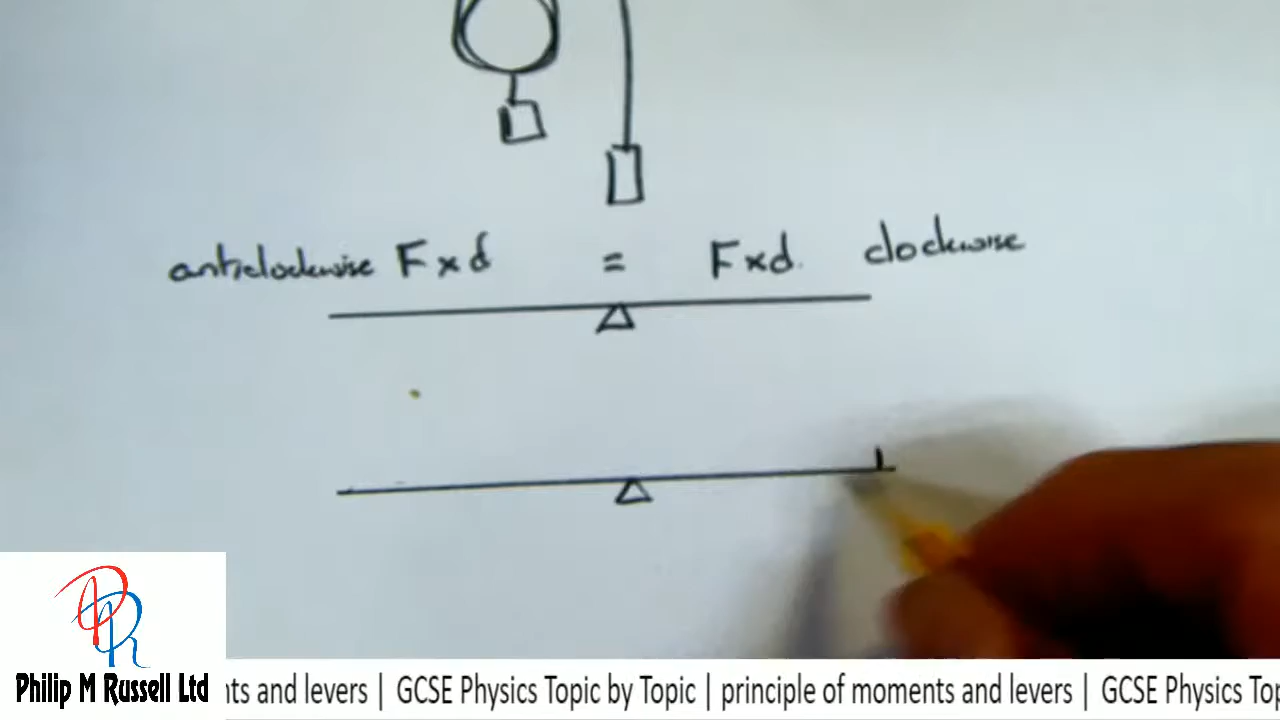 anticlockwise F x d = F x d. clockwise
PR
Philip M Russell Ltd
nts and levers | GCSE Physics Topic by Topic | principle of moments and levers | GCSE Physics Top